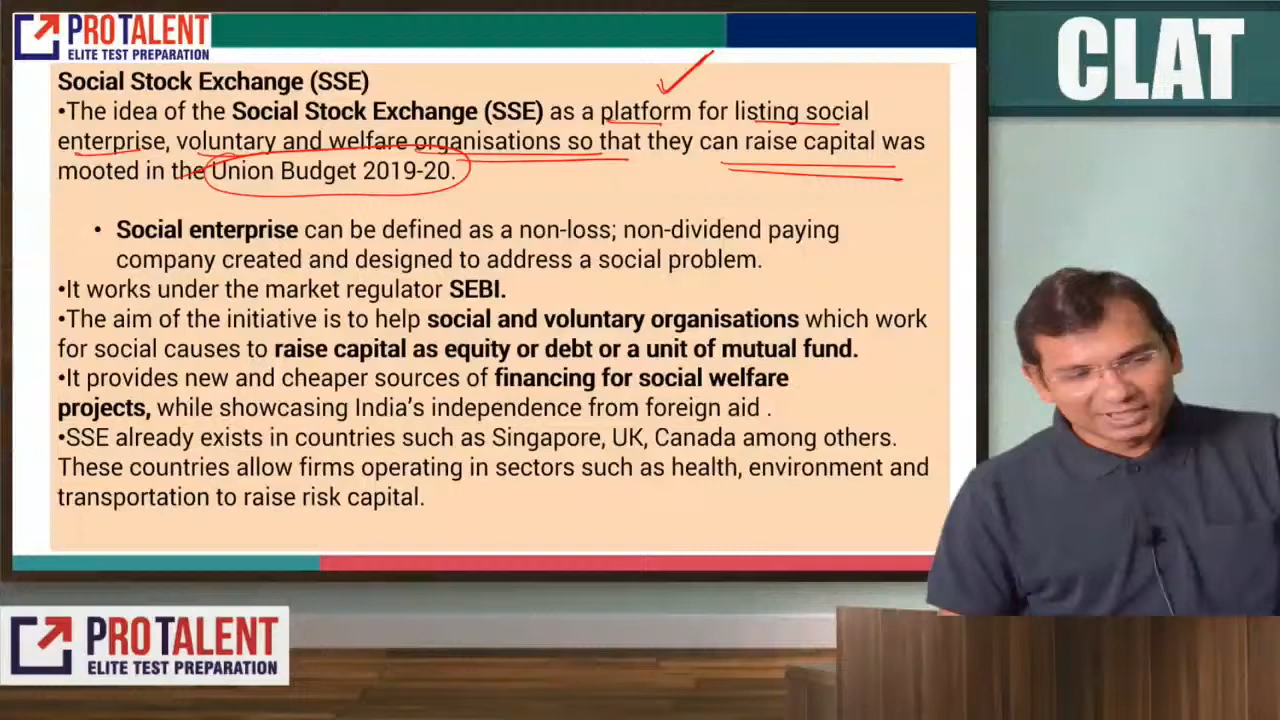 PROTALENT
ELITE TEST PREPARATION
CLAT
Social Stock Exchange (SSE)
•The idea of the Social Stock Exchange (SSE) as a platform for listing social
enterprise, voluntary and welfare organisations so that they can raise capital was
mooted in the Union Budget 2019-20.
• Social enterprise can be defined as a non-loss; non-dividend paying
company created and designed to address a social problem.
•It works under the market regulator SEBI.
•The aim of the initiative is to help social and voluntary organisations which work
for social causes to raise capital as equity or debt or a unit of mutual fund.
•It provides new and cheaper sources of financing for social welfare
projects, while showcasing India's independence from foreign aid .
•SSE already exists in countries such as Singapore, UK, Canada among others.
These countries allow firms operating in sectors such as health, environment and
transportation to raise risk capital.
PROTALENT
ELITE TEST PREPARATION